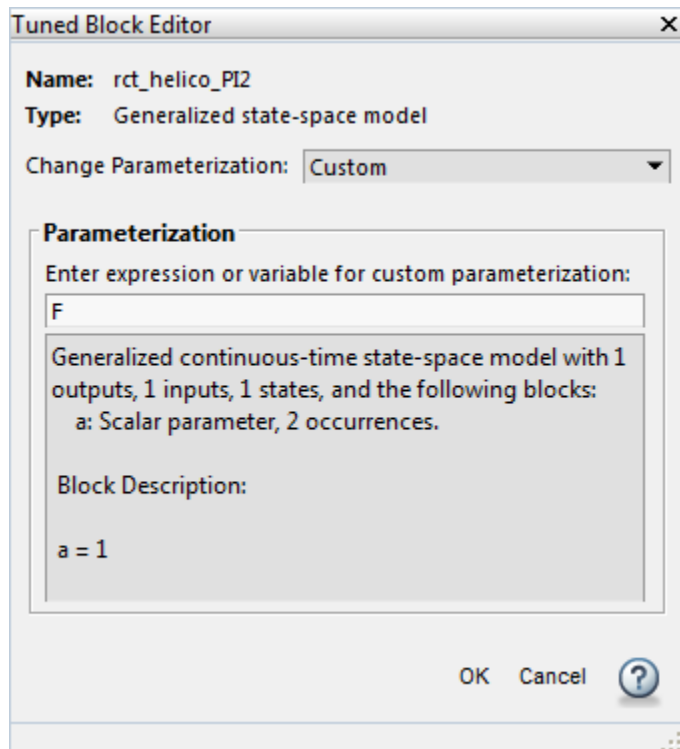 Tuned Block Editor
Name: rct_helico_PI2
Type: Generalized state-space model
Change Parameterization: Custom
Parameterization
Enter expression or variable for custom parameterization:
F
Generalized continuous-time state-space model with 1
outputs, 1 inputs, 1 states, and the following blocks:
a: Scalar parameter, 2 occurrences.
Block Description:
a = 1
OK Cancel ?